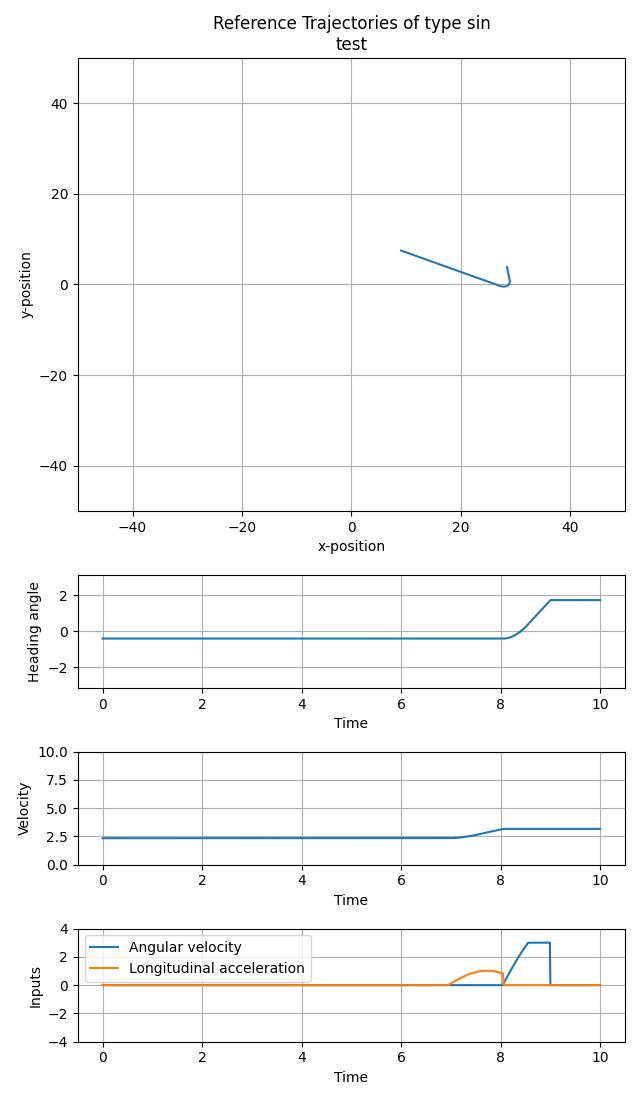 Reference Trajectories of type sin
test
40
20
0
−20
−40
y-position
−40 −20 0 20 40
x-position
2
0
−2
Heading angle
0 2 4 6 8 10
Time
10.0
7.5
5.0
2.5
0.0
Velocity
0 2 4 6 8 10
Time
4
2
0
−2
−4
Inputs
Angular velocity
Longitudinal acceleration
0 2 4 6 8 10
Time